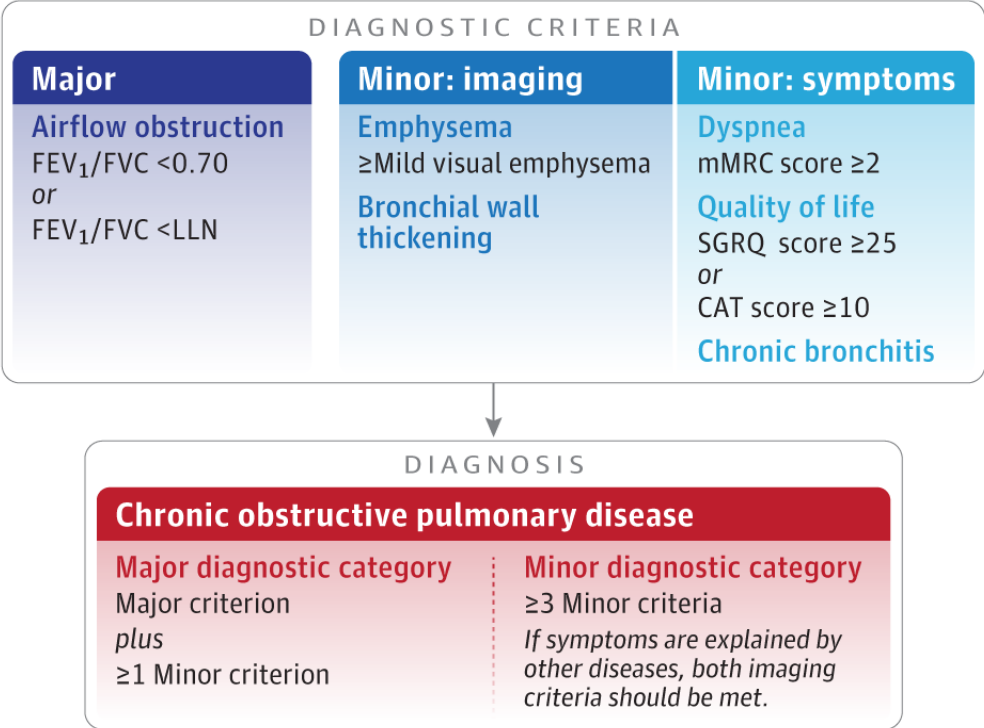 DIAGNOSTIC CRITERIA
Major
Airflow obstruction
FEV₁/FVC <0.70
or
FEV₁/FVC <LLN
Minor: imaging
Emphysema
≥Mild visual emphysema
Bronchial wall
thickening
Minor: symptoms
Dyspnea
mMRC score ≥2
Quality of life
SGRQ score ≥25
or
CAT score ≥10
Chronic bronchitis
DIAGNOSIS
Chronic obstructive pulmonary disease
Major diagnostic category
Major criterion
plus
≥1 Minor criterion
Minor diagnostic category
≥3 Minor criteria
If symptoms are explained by
other diseases, both imaging
criteria should be met.